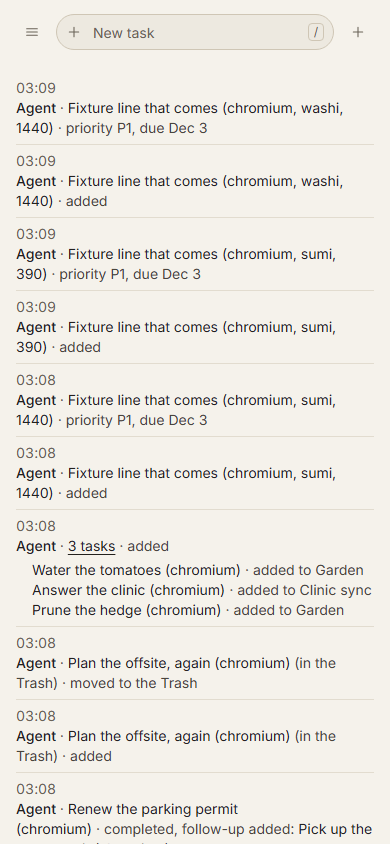 New task /
03:09
Agent · Fixture line that comes (chromium, washi,
1440) · priority P1, due Dec 3
03:09
Agent · Fixture line that comes (chromium, washi,
1440) · added
03:09
Agent · Fixture line that comes (chromium, sumi,
390) · priority P1, due Dec 3
03:09
Agent · Fixture line that comes (chromium, sumi,
390) · added
03:08
Agent · Fixture line that comes (chromium, sumi,
1440) · priority P1, due Dec 3
03:08
Agent · Fixture line that comes (chromium, sumi,
1440) · added
03:08
Agent · 3 tasks · added
Water the tomatoes (chromium) · added to Garden
Answer the clinic (chromium) · added to Clinic sync
Prune the hedge (chromium) · added to Garden
03:08
Agent · Plan the offsite, again (chromium) (in the
Trash) · moved to the Trash
03:08
Agent · Plan the offsite, again (chromium) (in the
Trash) · added
03:08
Agent · Renew the parking permit
(chromium) · completed, follow-up added: Pick up the